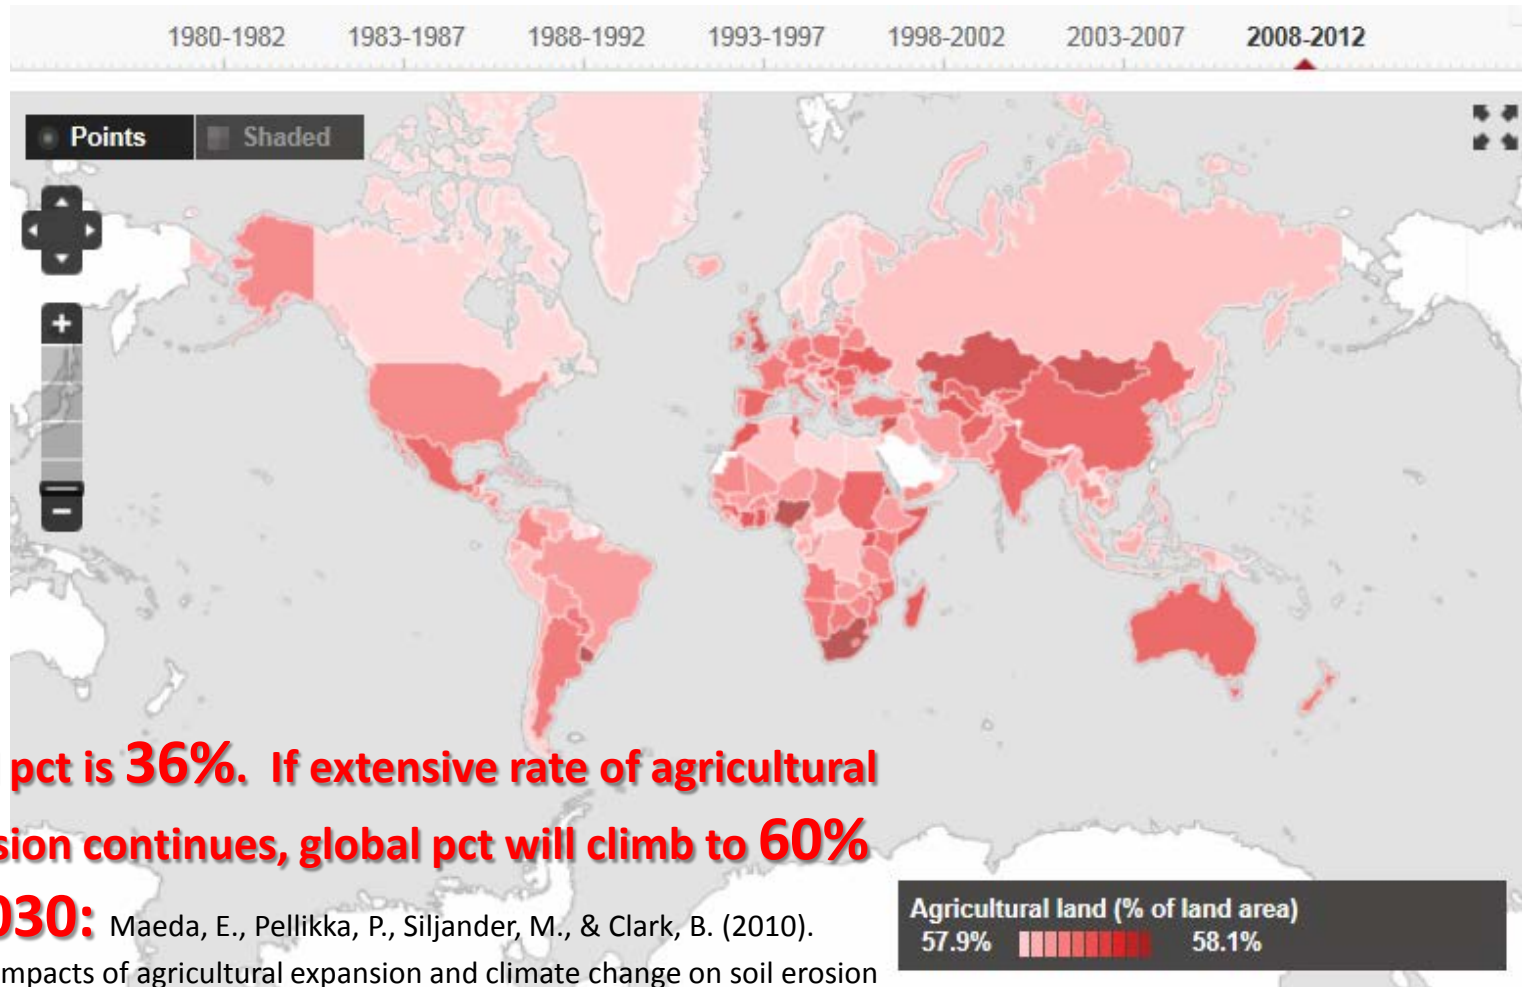 1980-1982 1983-1987 1988-1992 1993-1997 1998-2002 2003-2007 2008-2012
Points Shaded
+
-
pct is 36%. If extensive rate of agricultural
sion continues, global pct will climb to 60%
030: Maeda, E., Pellikka, P., Siljander, M., & Clark, B. (2010).
mpacts of agricultural expansion and climate change on soil erosion
Agricultural land (% of land area)
57.9% 58.1%